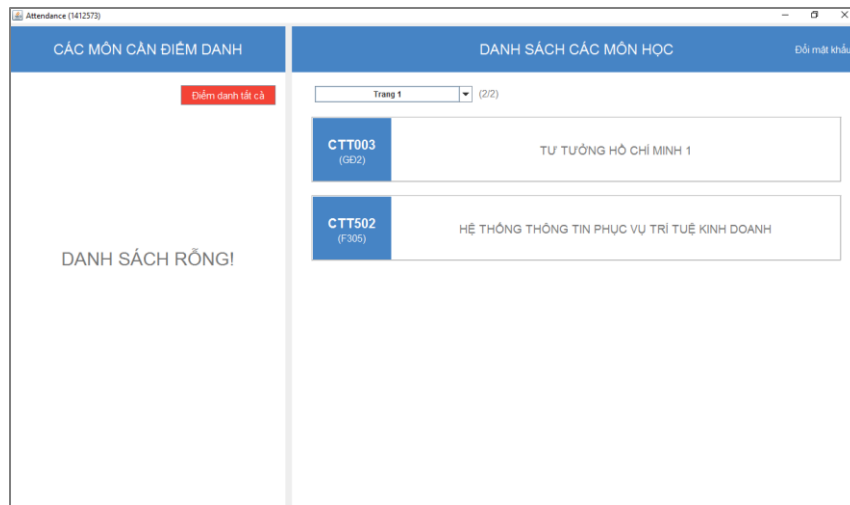 Attendance (1412573)
CÁC MÔN CẦN ĐIỂM DANH
DANH SÁCH CÁC MÔN HỌC
Đổi mật khẩu
Điểm danh tất cả
Trang 1
(2/2)
CTT003
(GĐ2)
TƯ TƯỞNG HỒ CHÍ MINH 1
CTT502
(F305)
HỆ THỐNG THÔNG TIN PHỤC VỤ TRÍ TUỆ KINH DOANH
DANH SÁCH RỖNG!